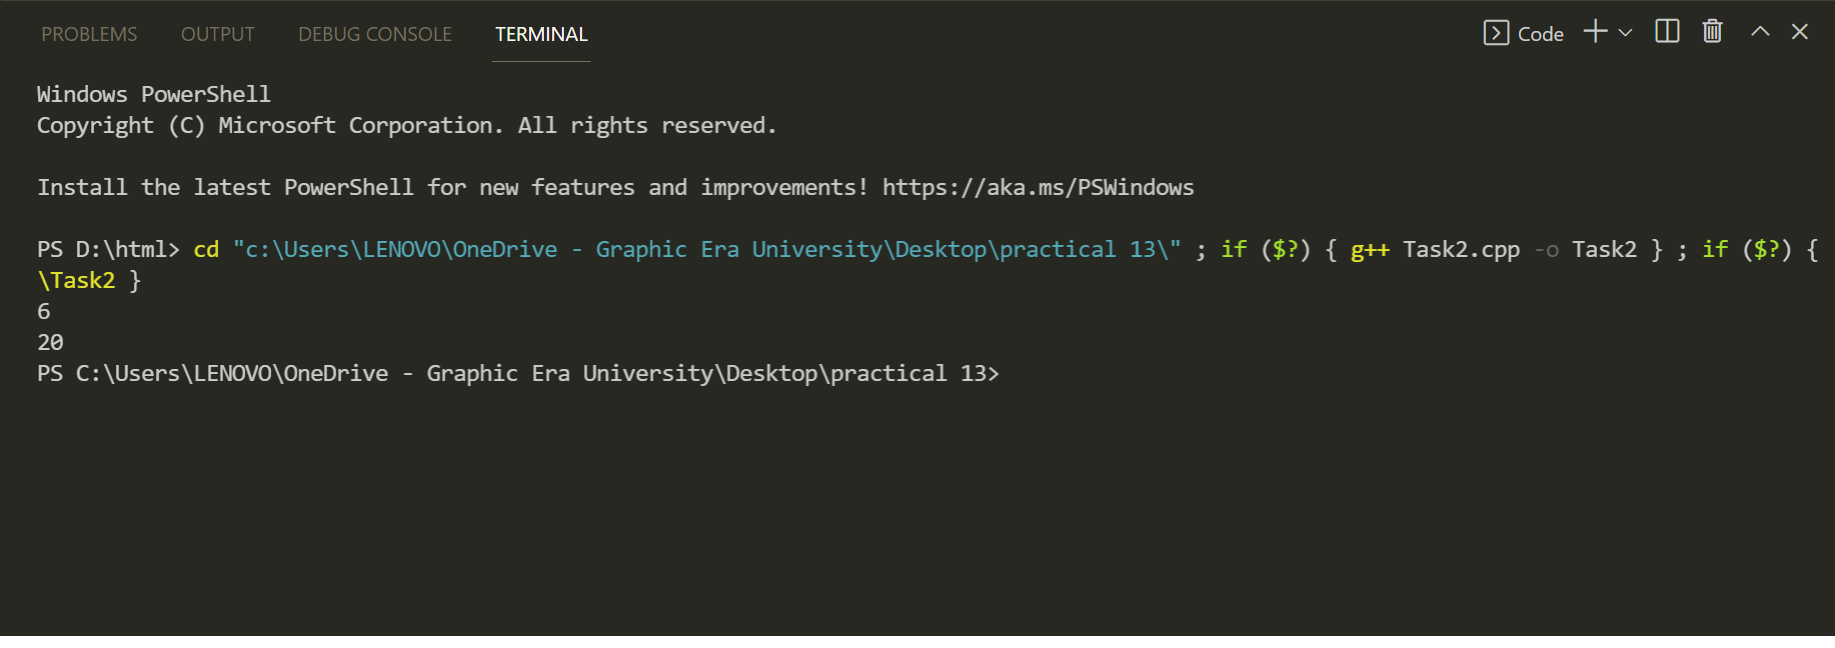 PROBLEMS OUTPUT DEBUG CONSOLE TERMINAL Code
Windows PowerShell
Copyright (C) Microsoft Corporation. All rights reserved.
Install the latest PowerShell for new features and improvements! https://aka.ms/PSWindows
PS D:\html> cd "c:\Users\LENOVO\OneDrive - Graphic Era University\Desktop\practical 13\" ; if ($?) { g++ Task2.cpp -o Task2 } ; if ($?) {
\Task2 }
6
20
PS C:\Users\LENOVO\OneDrive - Graphic Era University\Desktop\practical 13>